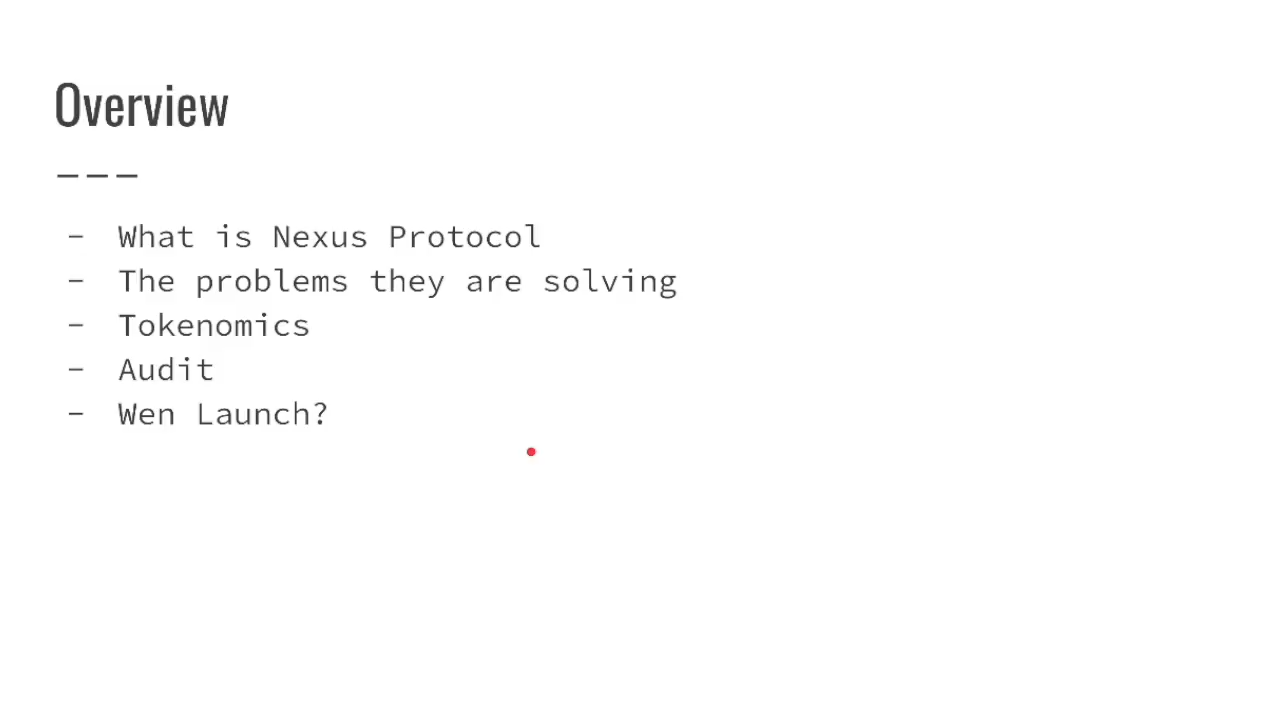 Overview
– What is Nexus Protocol
– The problems they are solving
– Tokenomics
– Audit
– Wen Launch?